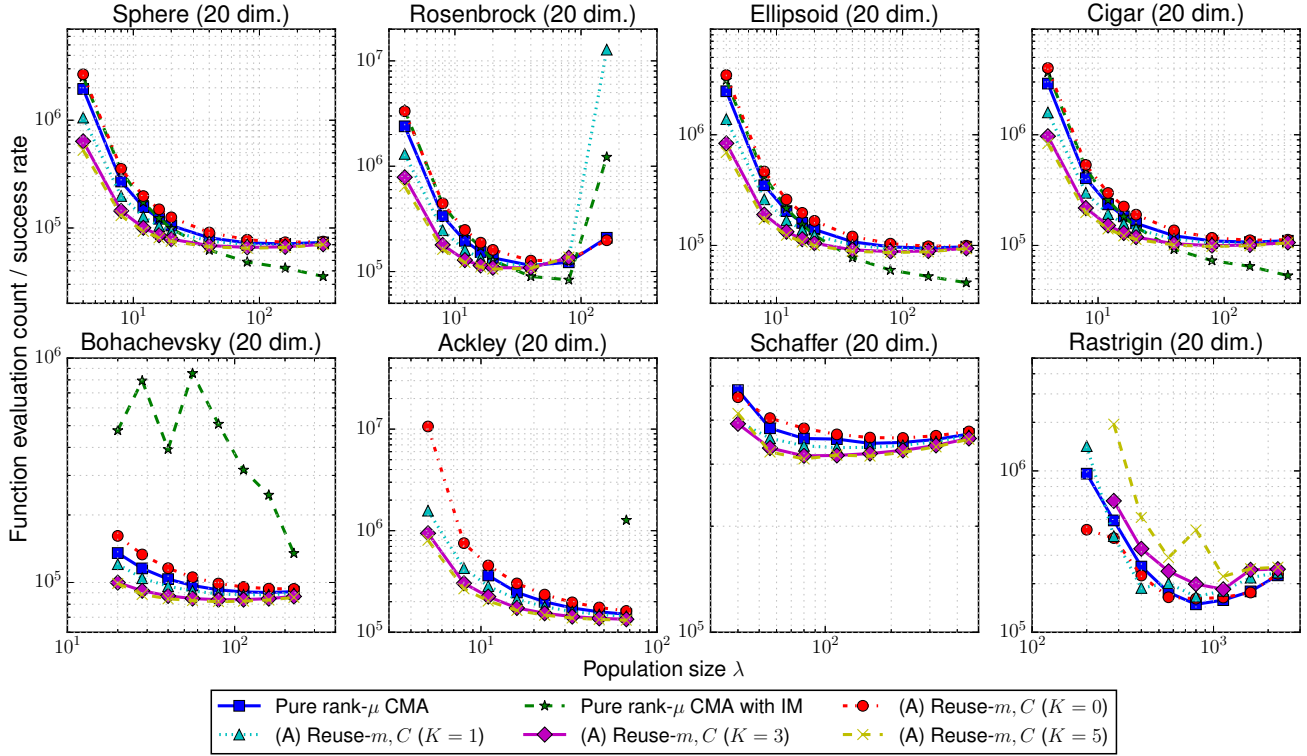 Sphere (20 dim.)
Rosenbrock (20 dim.)
Ellipsoid (20 dim.)
Cigar (20 dim.)
10^6
10^5
10^1
10^2
10^7
10^6
10^5
10^1
10^2
10^6
10^5
10^1
10^2
10^6
10^5
10^1
10^2
Function evaluation count / success rate
Bohachevsky (20 dim.)
Ackley (20 dim.)
Schaffer (20 dim.)
Rastrigin (20 dim.)
10^6
10^5
10^1
10^2
10^7
10^6
10^5
10^1
10^2
10^5
10^2
10^6
10^5
10^2
10^3
Population size λ
Pure rank-μ CMA
Pure rank-μ CMA with IM
(A) Reuse-m, C (K = 0)
(A) Reuse-m, C (K = 1)
(A) Reuse-m, C (K = 3)
(A) Reuse-m, C (K = 5)